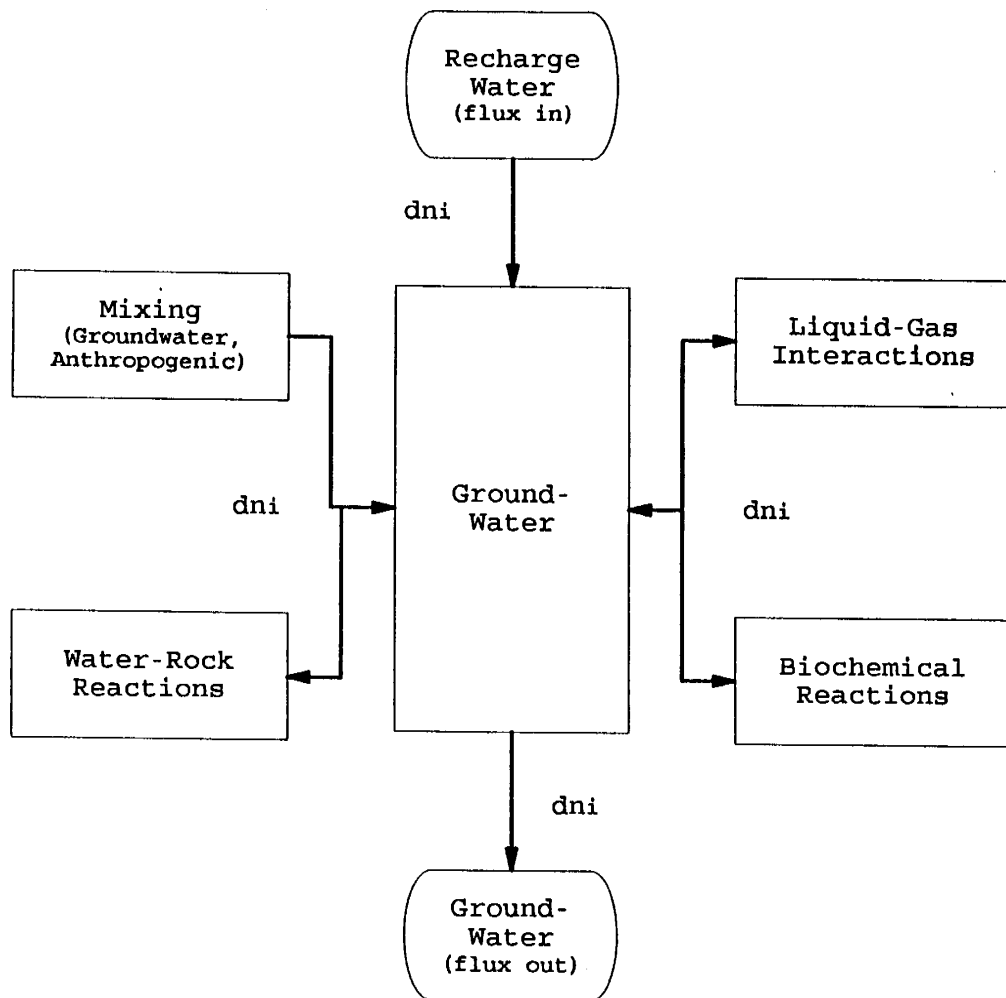 Recharge
Water
(flux in)
dni
Mixing
(Groundwater,
Anthropogenic)
Liquid-Gas
Interactions
dni
Ground-
Water
dni
Water-Rock
Reactions
Biochemical
Reactions
dni
Ground-
Water
(flux out)